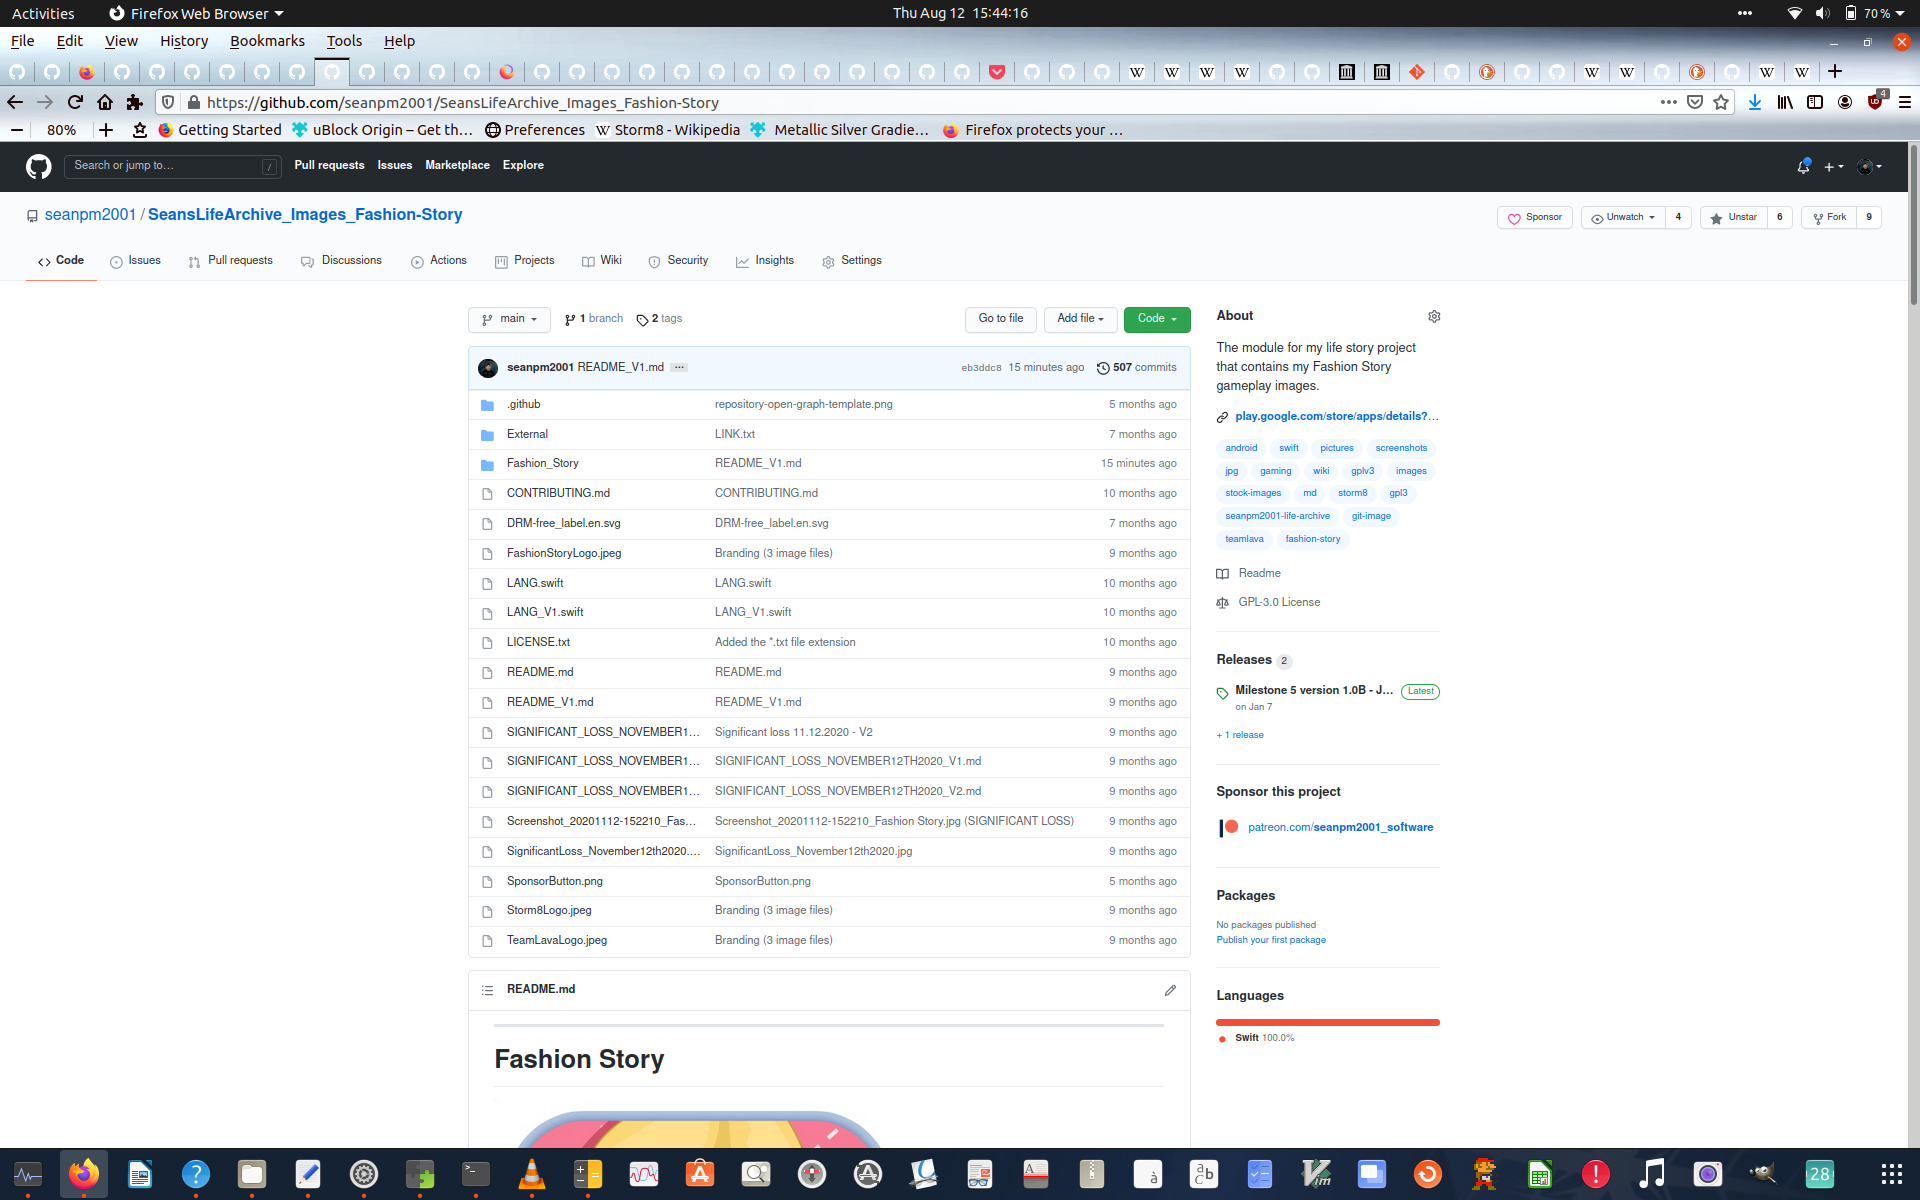 Activities Firefox Web Browser Thu Aug 12 15:44:16 70 %
File Edit View History Bookmarks Tools Help
https://github.com/seanpm2001/SeansLifeArchive_Images_Fashion-Story 4
80% Getting Started uBlock Origin – Get th… Preferences Storm8 - Wikipedia Metallic Silver Gradie… Firefox protects your …
Search or jump to… / Pull requests Issues Marketplace Explore
seanpm2001 / SeansLifeArchive_Images_Fashion-Story Sponsor Unwatch 4 Unstar 6 Fork 9
Code Issues Pull requests Discussions Actions Projects Wiki Security Insights Settings
main 1 branch 2 tags Go to file Add file Code
seanpm2001 README_V1.md ... eb3ddc8 15 minutes ago 507 commits
.github repository-open-graph-template.png 5 months ago
External LINK.txt 7 months ago
Fashion_Story README_V1.md 15 minutes ago
CONTRIBUTING.md CONTRIBUTING.md 10 months ago
DRM-free_label.en.svg DRM-free_label.en.svg 7 months ago
FashionStoryLogo.jpeg Branding (3 image files) 9 months ago
LANG.swift LANG.swift 10 months ago
LANG_V1.swift LANG_V1.swift 10 months ago
LICENSE.txt Added the *.txt file extension 10 months ago
README.md README.md 9 months ago
README_V1.md README_V1.md 9 months ago
SIGNIFICANT_LOSS_NOVEMBER1… Significant loss 11.12.2020 - V2 9 months ago
SIGNIFICANT_LOSS_NOVEMBER1… SIGNIFICANT_LOSS_NOVEMBER12TH2020_V1.md 9 months ago
SIGNIFICANT_LOSS_NOVEMBER1… SIGNIFICANT_LOSS_NOVEMBER12TH2020_V2.md 9 months ago
Screenshot_20201112-152210_Fas… Screenshot_20201112-152210_Fashion Story.jpg (SIGNIFICANT LOSS) 9 months ago
SignificantLoss_November12th2020.… SignificantLoss_November12th2020.jpg 9 months ago
SponsorButton.png SponsorButton.png 5 months ago
Storm8Logo.jpeg Branding (3 image files) 9 months ago
TeamLavaLogo.jpeg Branding (3 image files) 9 months ago
README.md
Fashion Story
About
The module for my life story project
that contains my Fashion Story
gameplay images.
play.google.com/store/apps/details?…
android swift pictures screenshots
jpg gaming wiki gplv3 images
stock-images md storm8 gpl3
seanpm2001-life-archive git-image
teamlava fashion-story
Readme
GPL-3.0 License
Releases 2
Milestone 5 version 1.0B - J… Latest
on Jan 7
+ 1 release
Sponsor this project
patreon.com/seanpm2001_software
Packages
No packages published
Publish your first package
Languages
Swift 100.0%
28